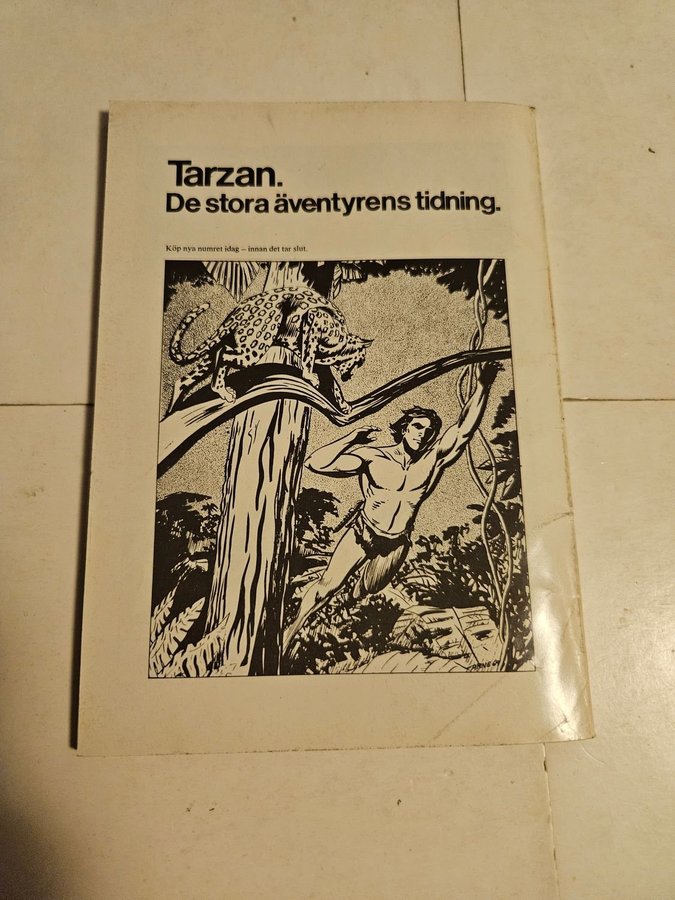 Tarzan.
De stora äventyrens tidning.
Köp nya numret idag – innan det tar slut.